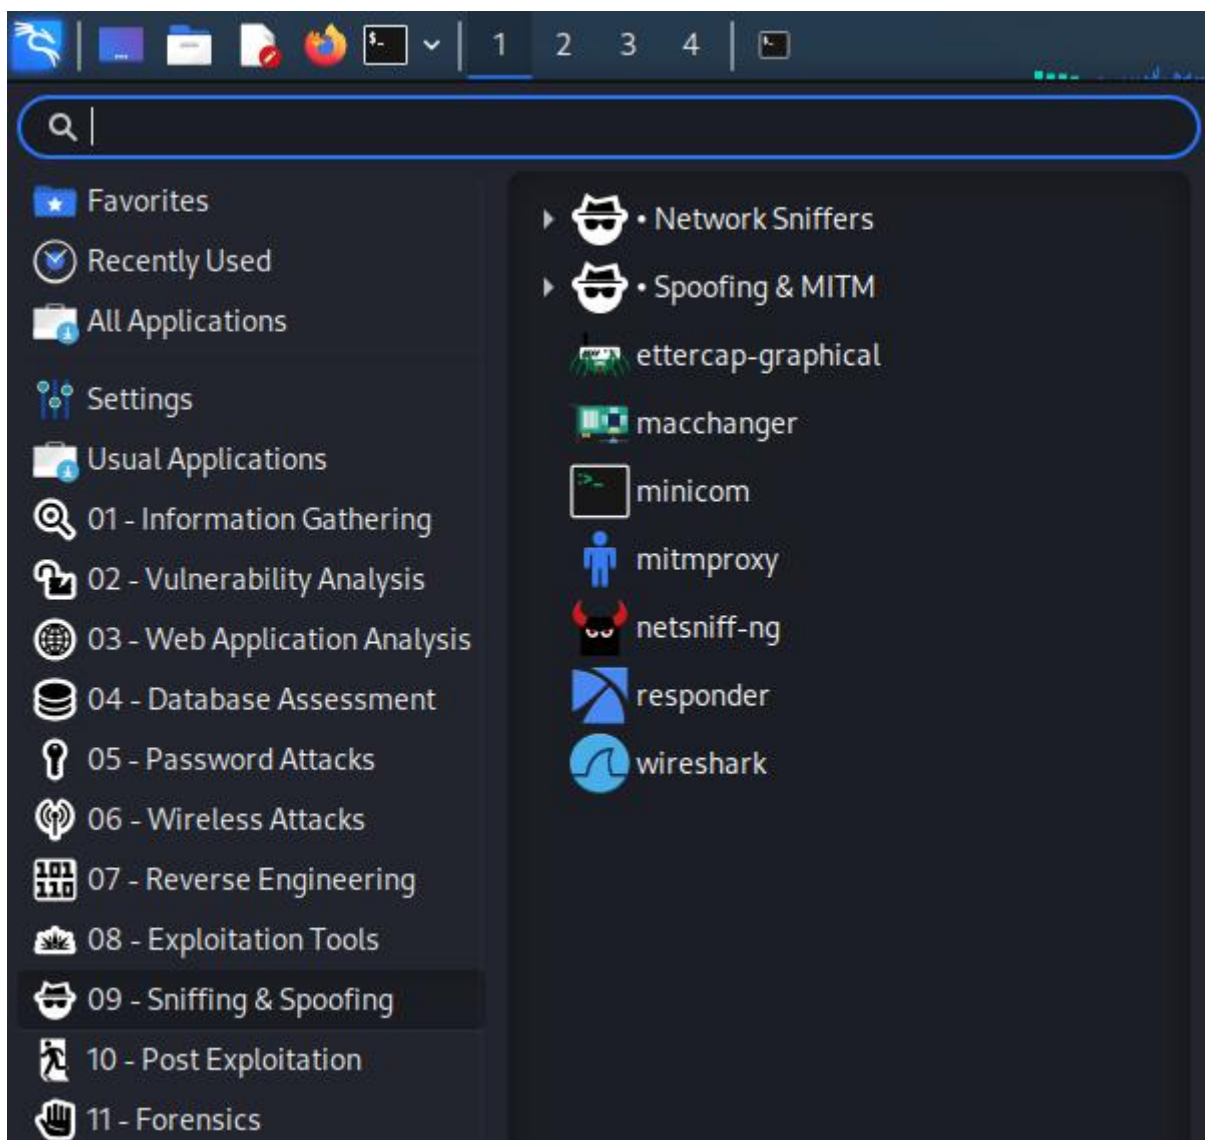 1 2 3 4
Favorites
Recently Used
All Applications
Settings
Usual Applications
01 - Information Gathering
02 - Vulnerability Analysis
03 - Web Application Analysis
04 - Database Assessment
05 - Password Attacks
06 - Wireless Attacks
07 - Reverse Engineering
08 - Exploitation Tools
09 - Sniffing & Spoofing
10 - Post Exploitation
11 - Forensics
• Network Sniffers
• Spoofing & MITM
ettercap-graphical
macchanger
minicom
mitmproxy
netsniff-ng
responder
wireshark